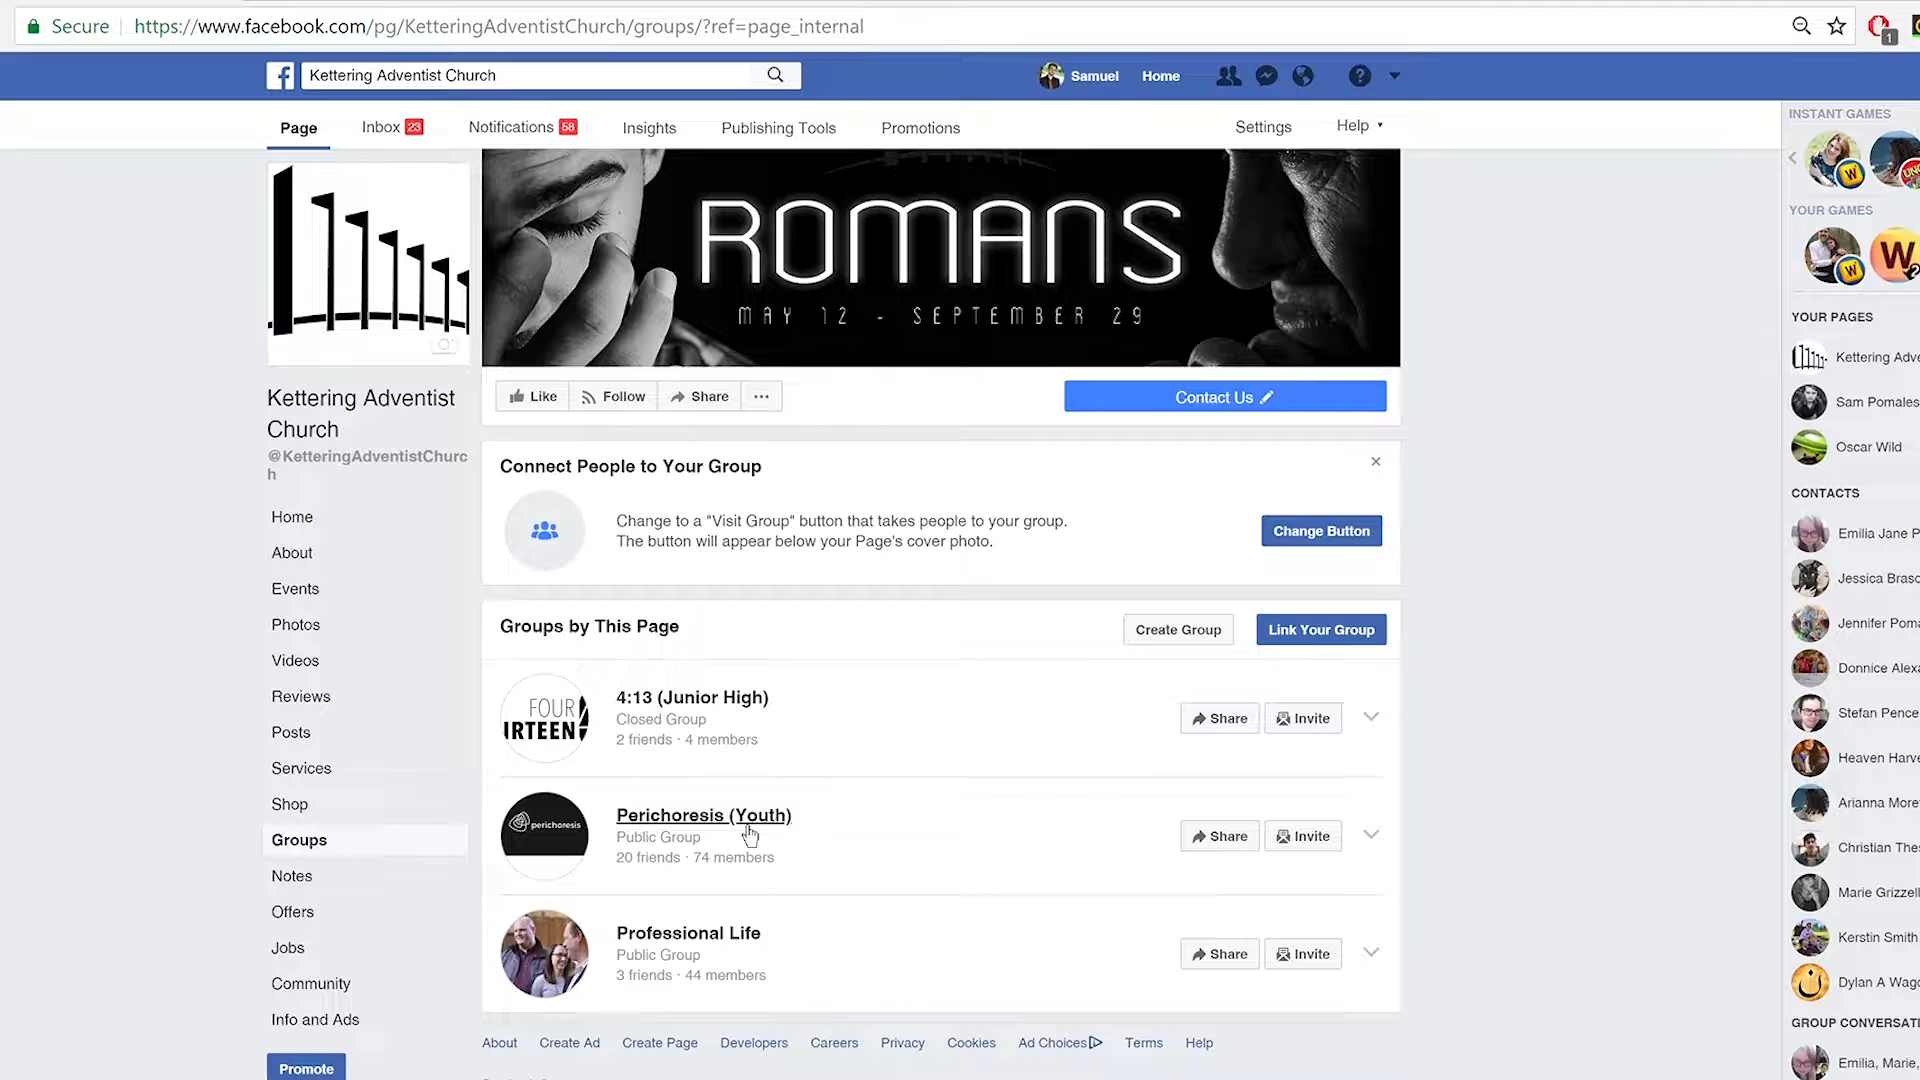 Secure https://www.facebook.com/pg/KetteringAdventistChurch/groups/?ref=page_internal
1
Kettering Adventist Church
Samuel Home
Page Inbox 23 Notifications 58 Insights Publishing Tools Promotions Settings Help
ROMANS
MAY 12 - SEPTEMBER 29
Like Follow Share ... Contact Us
Kettering Adventist
Church
@KetteringAdventistChurc
h
Home
About
Events
Photos
Videos
Reviews
Posts
Services
Shop
Groups
Notes
Offers
Jobs
Community
Info and Ads
Promote
Connect People to Your Group
Change to a "Visit Group" button that takes people to your group.
The button will appear below your Page's cover photo.
Change Button
Groups by This Page
Create Group Link Your Group
FOUR
IRTEEN
4:13 (Junior High)
Closed Group
2 friends · 4 members
Share Invite
perichoresis
Perichoresis (Youth)
Public Group
20 friends · 74 members
Share Invite
Professional Life
Public Group
3 friends · 44 members
Share Invite
About Create Ad Create Page Developers Careers Privacy Cookies Ad Choices Terms Help
INSTANT GAMES
W
YOUR GAMES
W
W
YOUR PAGES
Kettering Adve
Sam Pomales
Oscar Wild
CONTACTS
Emilia Jane P
Jessica Brasc
Jennifer Poma
Donnice Alexa
Stefan Pence
Heaven Harve
Arianna More
Christian Thes
Marie Grizzell
Kerstin Smith
Dylan A Wago
GROUP CONVERSATI
Emilia, Marie,